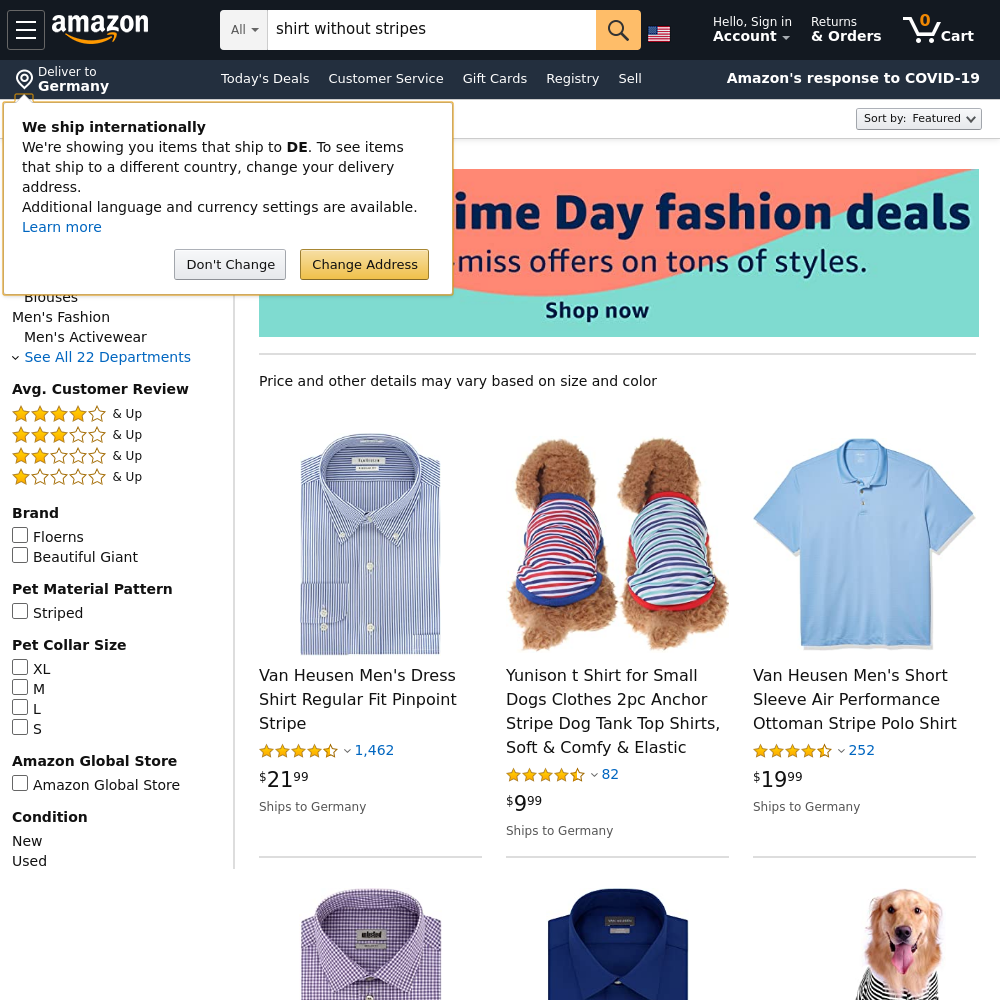 amazon
All
shirt without stripes
Hello, Sign in
Account
Returns
& Orders
0
Cart
Deliver to
Germany
Today's Deals
Customer Service
Gift Cards
Registry
Sell
Amazon's response to COVID-19
Sort by: Featured
We ship internationally
We're showing you items that ship to DE. To see items
that ship to a different country, change your delivery
address.
Additional language and currency settings are available.
Learn more
Don't Change
Change Address
ime Day fashion deals
-miss offers on tons of styles.
Shop now
Blouses
Men's Fashion
Men's Activewear
See All 22 Departments
Avg. Customer Review
& Up
& Up
& Up
& Up
Brand
Floerns
Beautiful Giant
Pet Material Pattern
Striped
Pet Collar Size
XL
M
L
S
Amazon Global Store
Amazon Global Store
Condition
New
Used
Price and other details may vary based on size and color
Van Heusen Men's Dress
Shirt Regular Fit Pinpoint
Stripe
1,462
$21 99
Ships to Germany
Yunison t Shirt for Small
Dogs Clothes 2pc Anchor
Stripe Dog Tank Top Shirts,
Soft & Comfy & Elastic
82
$9 99
Ships to Germany
Van Heusen Men's Short
Sleeve Air Performance
Ottoman Stripe Polo Shirt
252
$19 99
Ships to Germany